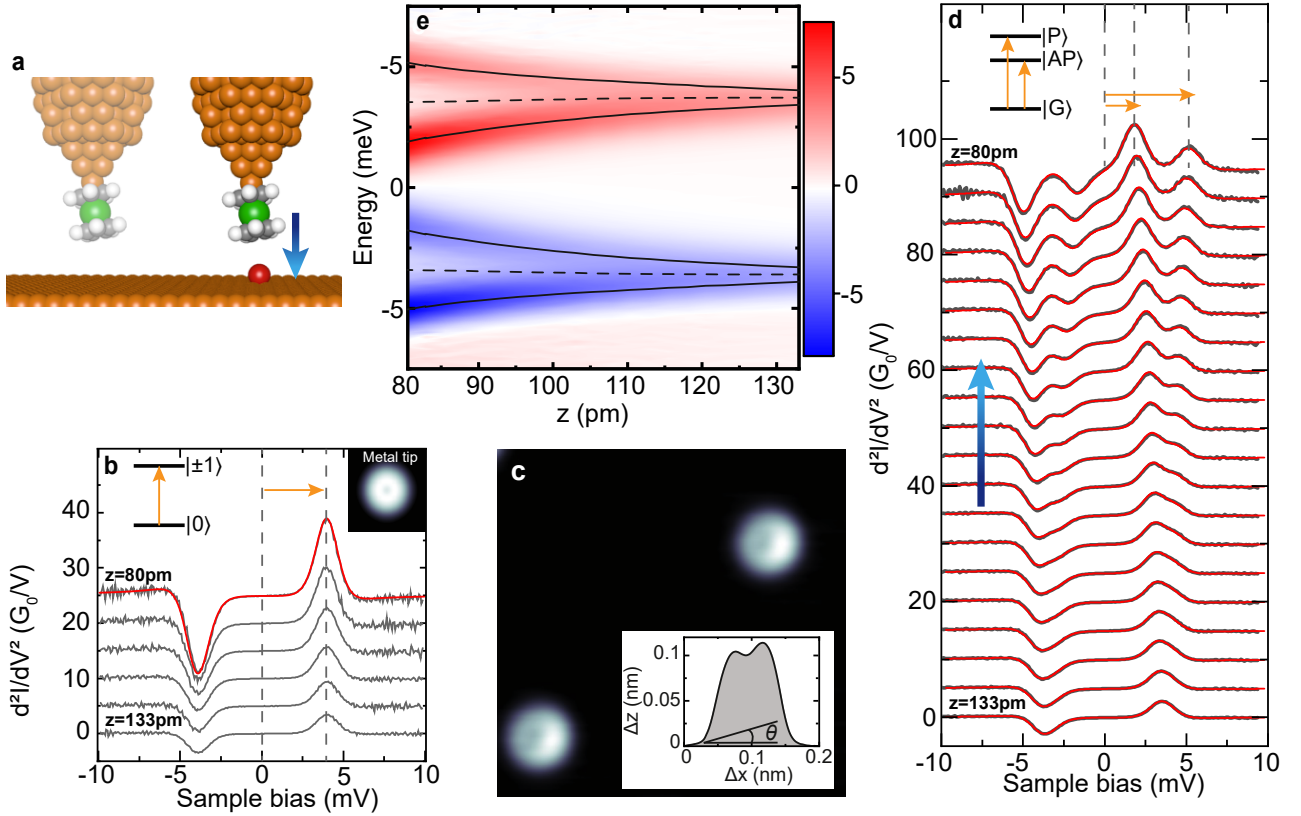 a
e
Energy (meV)
-5
0
-5
80
90
100
110
120
130
z (pm)
5
0
-5
d
|P⟩
|AP⟩
|G⟩
z=80pm
z=133pm
d²I/dV² (G₀/V)
100
80
60
40
20
0
-10
-5
0
5
10
Sample bias (mV)
b
|±1⟩
|0⟩
Metal tip
z=80pm
z=133pm
d²I/dV² (G₀/V)
40
30
20
10
0
-10
-5
0
5
10
Sample bias (mV)
c
Δz (nm)
0.1
0.05
0
θ
0
0.1
0.2
Δx (nm)